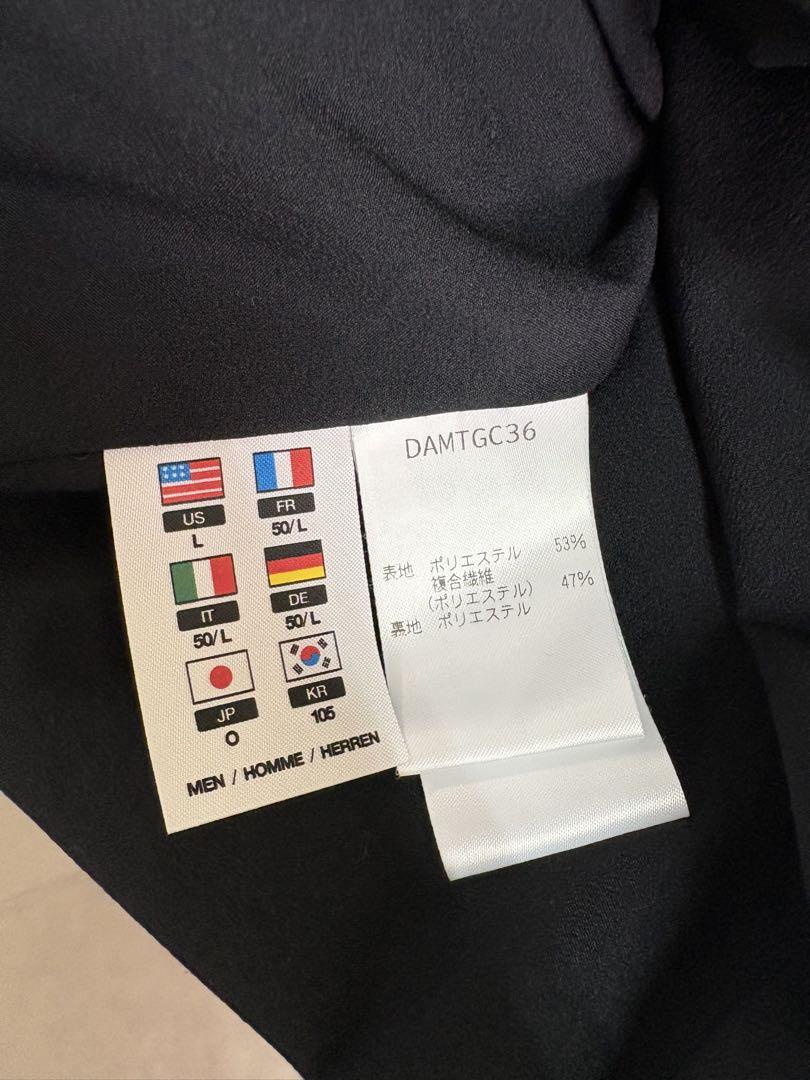 US
L
FR
50/L
IT
50/L
DE
50/L
JP
O
KR
105
MEN / HOMME / HERREN
DAMTGC36
表地 ポリエステル 53%
複合繊維 47%
(ポリエステル)
裏地 ポリエステル